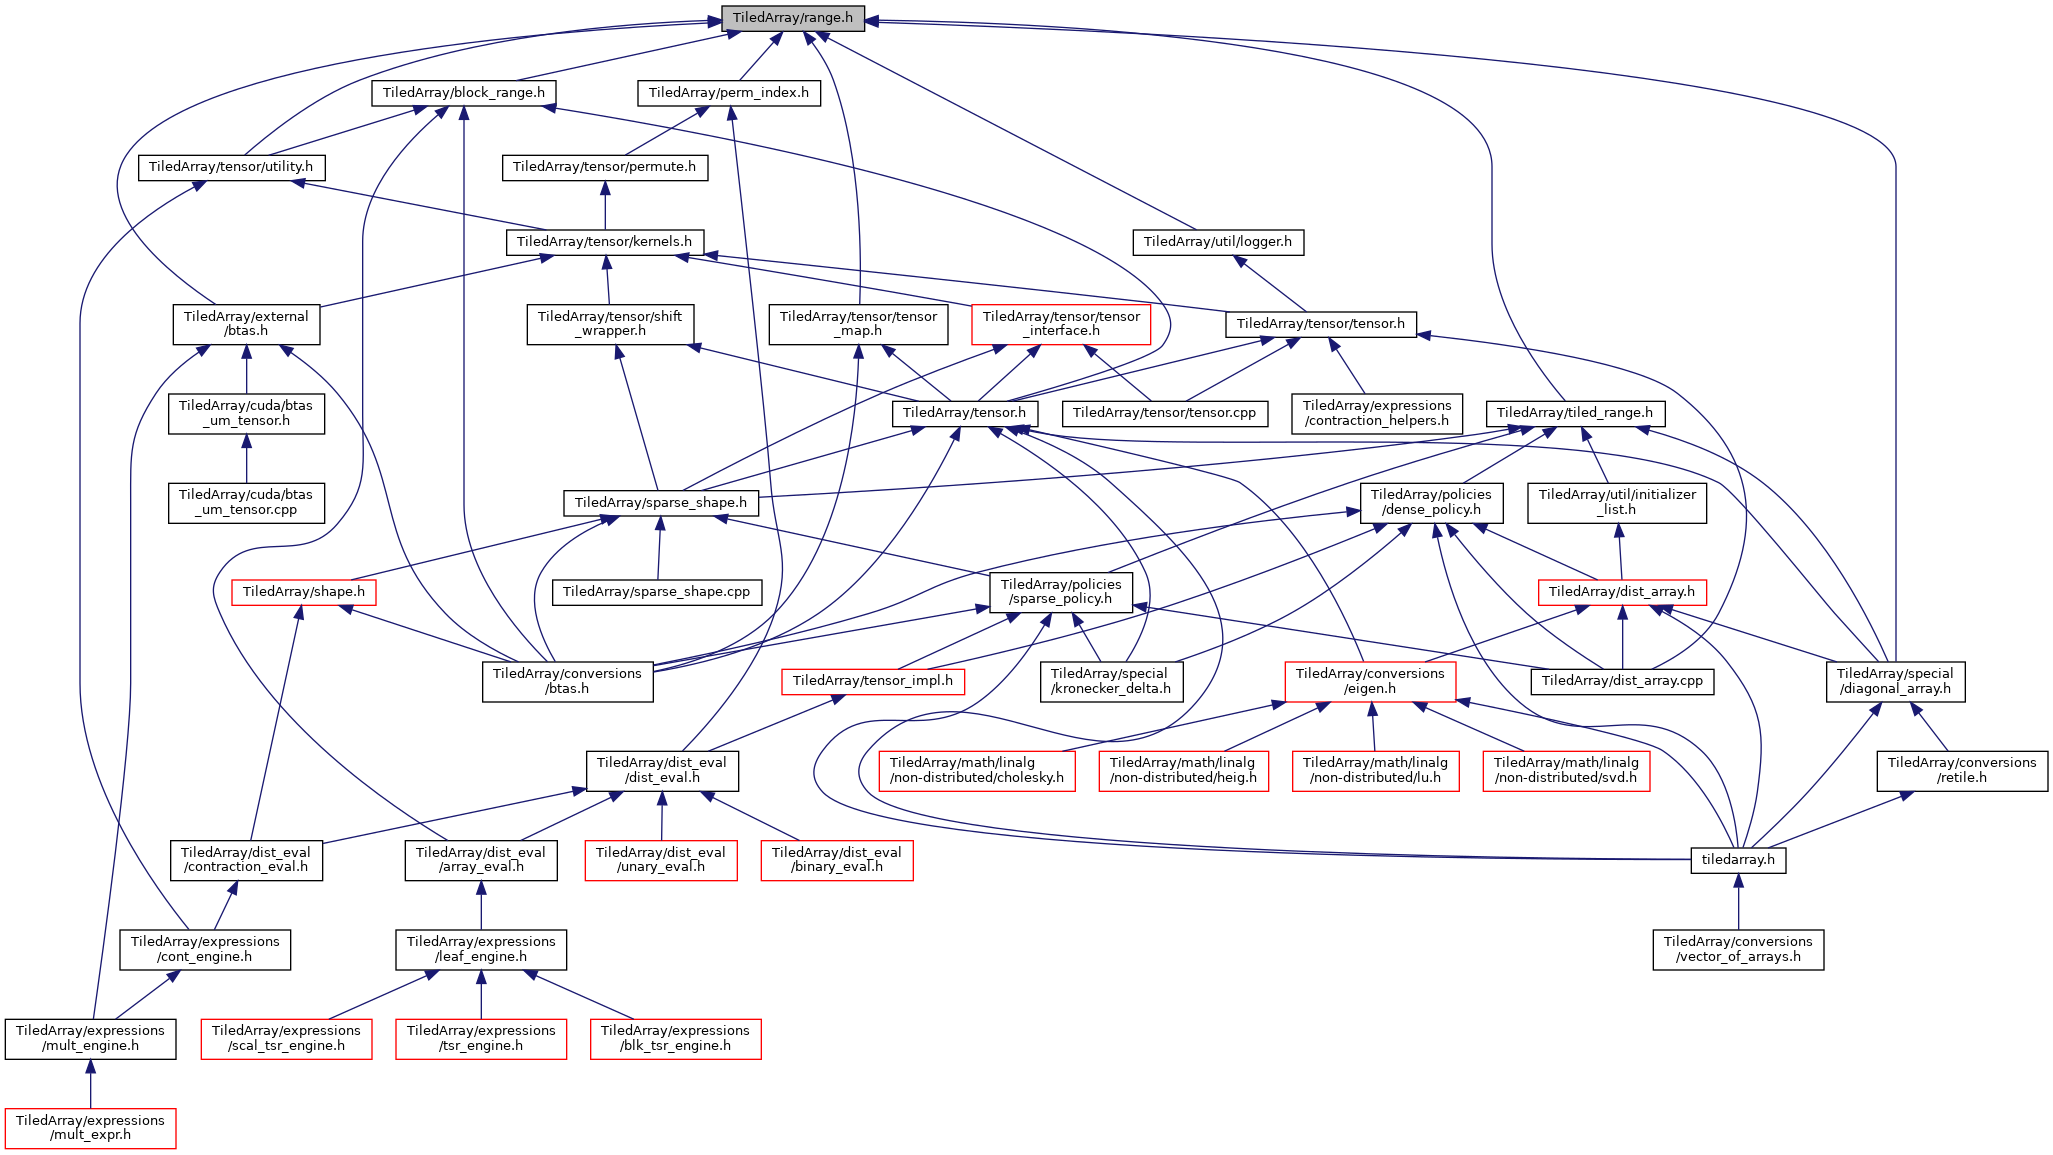 TiledArray/range.h
TiledArray/block_range.h
TiledArray/perm_index.h
TiledArray/tensor/utility.h
TiledArray/tensor/permute.h
TiledArray/tensor/kernels.h
TiledArray/util/logger.h
TiledArray/external
/btas.h
TiledArray/tensor/shift
_wrapper.h
TiledArray/tensor/tensor
_map.h
TiledArray/tensor/tensor
_interface.h
TiledArray/tensor/tensor.h
TiledArray/cuda/btas
_um_tensor.h
TiledArray/tensor.h
TiledArray/tensor/tensor.cpp
TiledArray/expressions
/contraction_helpers.h
TiledArray/tiled_range.h
TiledArray/cuda/btas
_um_tensor.cpp
TiledArray/sparse_shape.h
TiledArray/policies
/dense_policy.h
TiledArray/util/initializer
_list.h
TiledArray/shape.h
TiledArray/sparse_shape.cpp
TiledArray/policies
/sparse_policy.h
TiledArray/dist_array.h
TiledArray/conversions
/btas.h
TiledArray/tensor_impl.h
TiledArray/special
/kronecker_delta.h
TiledArray/conversions
/eigen.h
TiledArray/dist_array.cpp
TiledArray/special
/diagonal_array.h
TiledArray/dist_eval
/dist_eval.h
TiledArray/math/linalg
/non-distributed/cholesky.h
TiledArray/math/linalg
/non-distributed/heig.h
TiledArray/math/linalg
/non-distributed/lu.h
TiledArray/math/linalg
/non-distributed/svd.h
TiledArray/conversions
/retile.h
TiledArray/dist_eval
/contraction_eval.h
TiledArray/dist_eval
/array_eval.h
TiledArray/dist_eval
/unary_eval.h
TiledArray/dist_eval
/binary_eval.h
tiledarray.h
TiledArray/expressions
/cont_engine.h
TiledArray/expressions
/leaf_engine.h
TiledArray/conversions
/vector_of_arrays.h
TiledArray/expressions
/mult_engine.h
TiledArray/expressions
/scal_tsr_engine.h
TiledArray/expressions
/tsr_engine.h
TiledArray/expressions
/blk_tsr_engine.h
TiledArray/expressions
/mult_expr.h